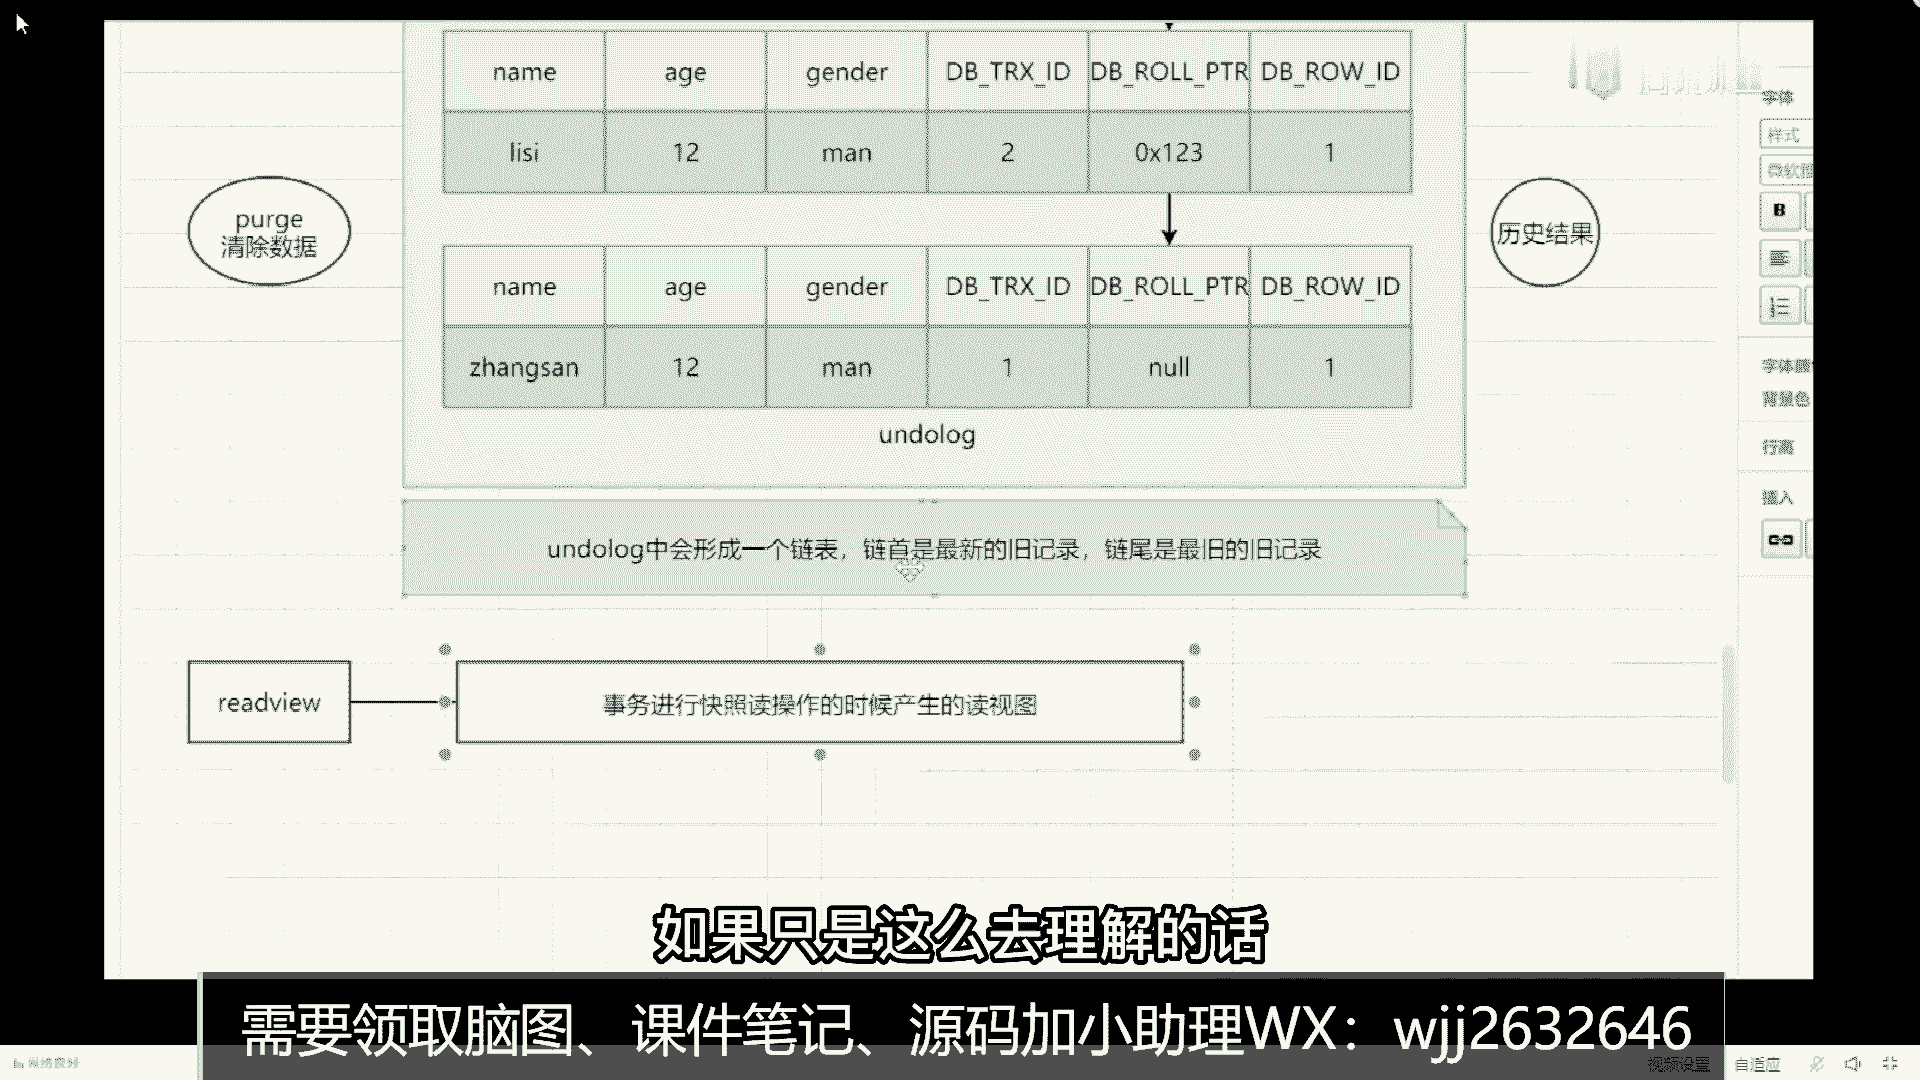 name age gender DB_TRX_ID DB_ROLL_PTR DB_ROW_ID
lisi 12 man 2 0x123 1
purge
清除数据
历史结果
name age gender DB_TRX_ID DB_ROLL_PTR DB_ROW_ID
zhangsan 12 man 1 null 1
undolog
undolog中会形成一个链表，链首是最新的旧记录，链尾是最旧的旧记录
readview
事务进行快照读操作的时候产生的读视图
字体
样式
B
背景色
行高
插入
如果只是这么去理解的话
需要领取脑图、课件笔记、源码加小助理WX：wjj2632646
视频设置
自适应